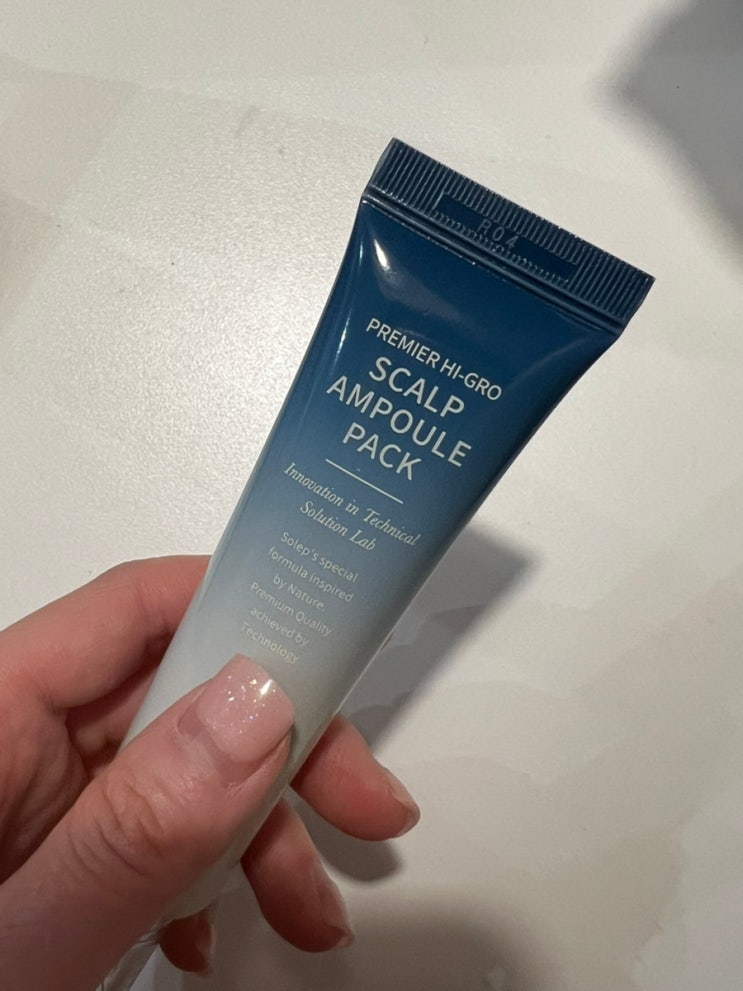 R04
PREMIER HI-GRO
SCALP
AMPOULE
PACK
Innovation in Technical
Solution Lab
Solep's special
formula inspired
by Nature.
Premium Quality
achieved by
Technology